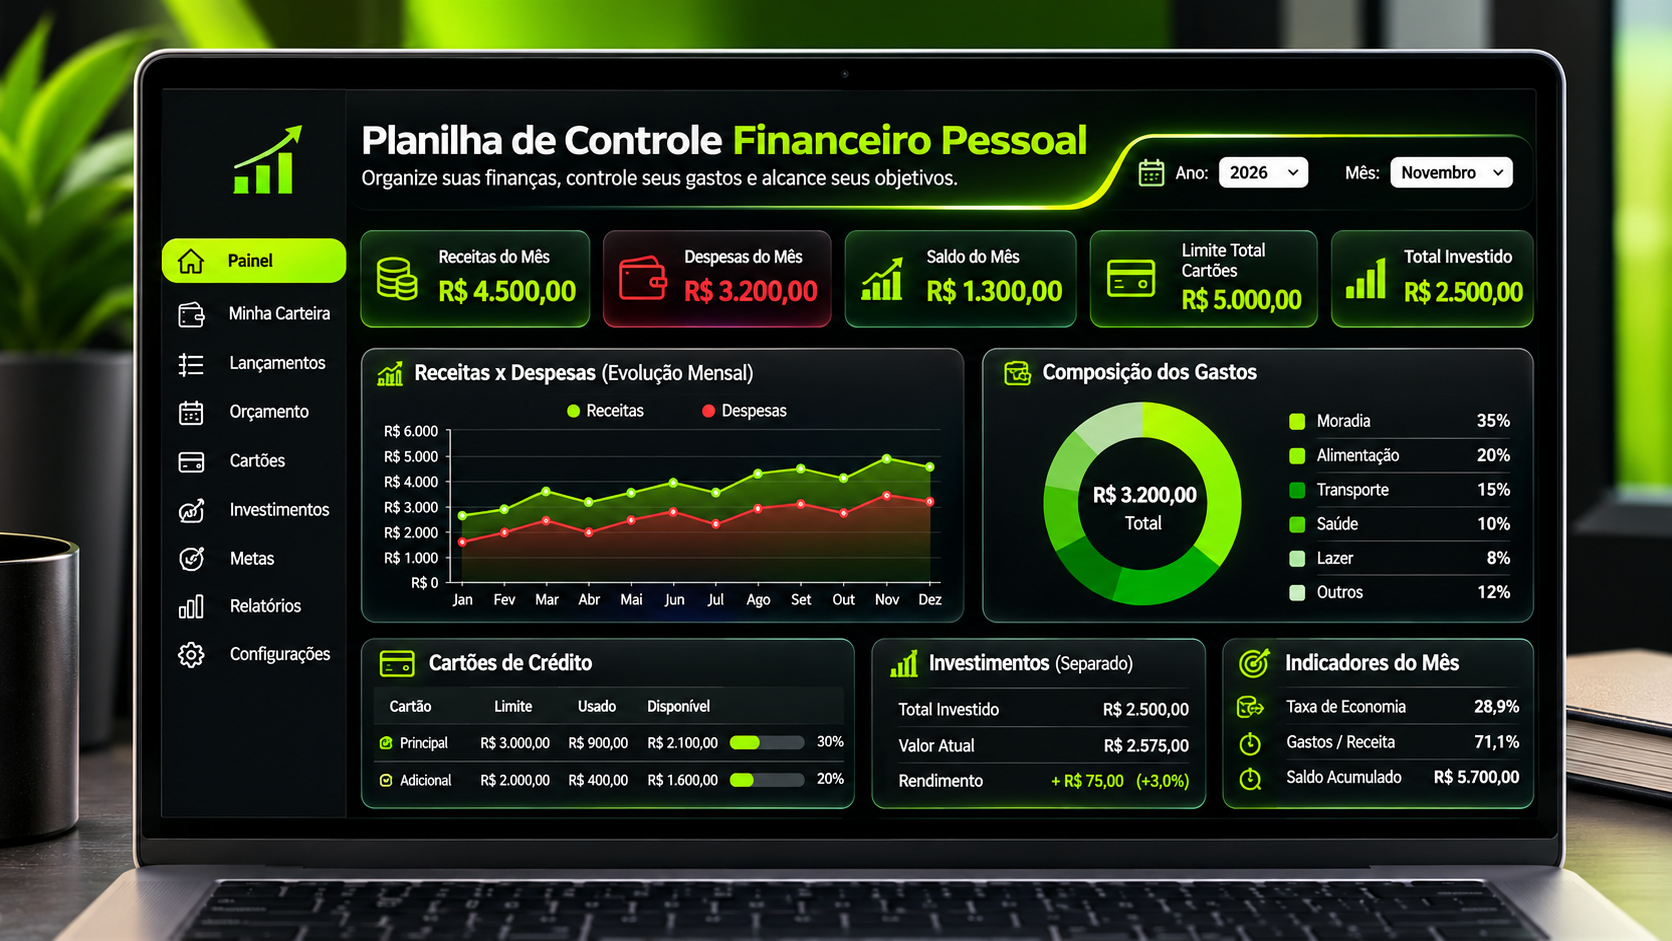 Planilha de Controle Financeiro Pessoal
Organize suas finanças, controle seus gastos e alcance seus objetivos.
Ano: 2026
Mês: Novembro
Painel
Minha Carteira
Lançamentos
Orçamento
Cartões
Investimentos
Metas
Relatórios
Configurações
Receitas do Mês
R$ 4.500,00
Despesas do Mês
R$ 3.200,00
Saldo do Mês
R$ 1.300,00
Limite Total
Cartões
R$ 5.000,00
Total Investido
R$ 2.500,00
Receitas x Despesas (Evolução Mensal)
Receitas Despesas
R$ 6.000
R$ 5.000
R$ 4.000
R$ 3.000
R$ 2.000
R$ 1.000
R$ 0
Jan Fev Mar Abr Mai Jun Jul Ago Set Out Nov Dez
Composição dos Gastos
R$ 3.200,00
Total
Moradia 35%
Alimentação 20%
Transporte 15%
Saúde 10%
Lazer 8%
Outros 12%
Cartões de Crédito
Cartão Limite Usado Disponível
Principal R$ 3.000,00 R$ 900,00 R$ 2.100,00 30%
Adicional R$ 2.000,00 R$ 400,00 R$ 1.600,00 20%
Investimentos (Separado)
Total Investido R$ 2.500,00
Valor Atual R$ 2.575,00
Rendimento + R$ 75,00 (+3,0%)
Indicadores do Mês
Taxa de Economia 28,9%
Gastos / Receita 71,1%
Saldo Acumulado R$ 5.700,00